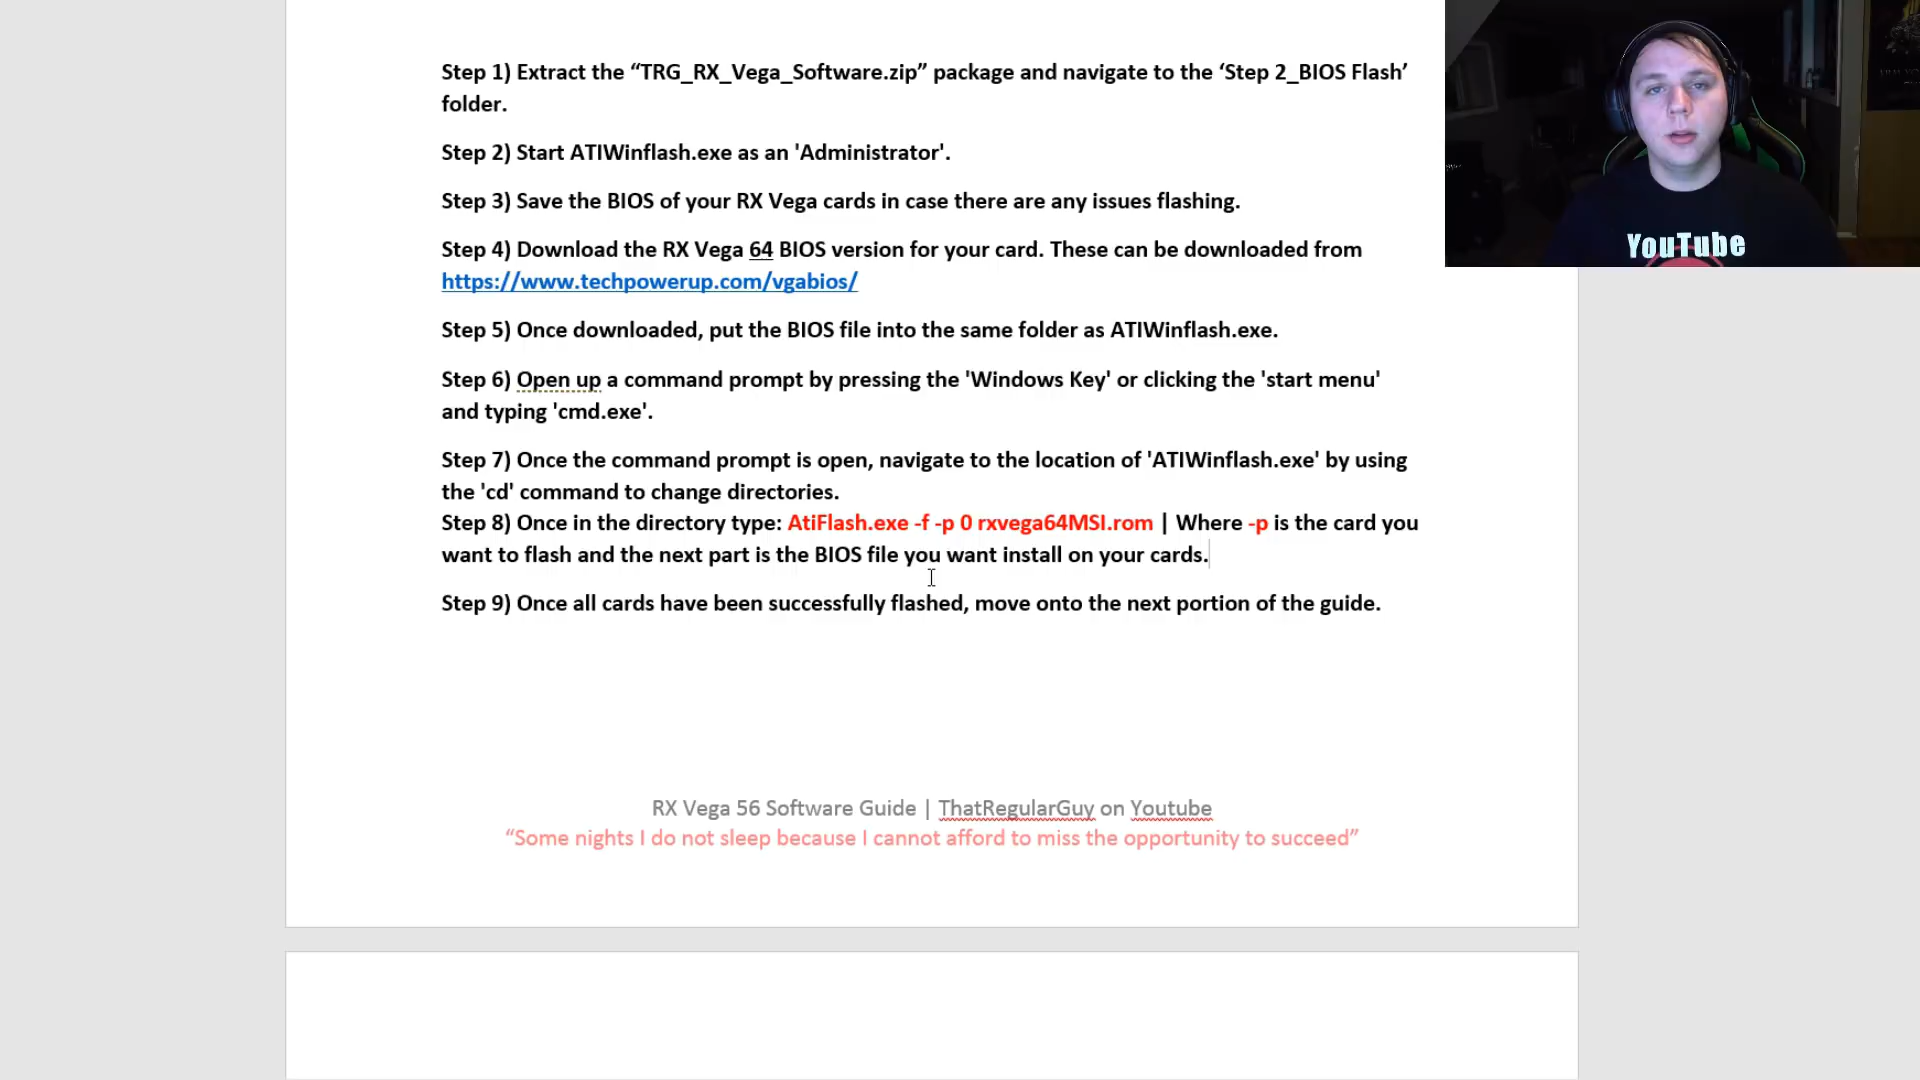 Step 1) Extract the “TRG_RX_Vega_Software.zip” package and navigate to the ‘Step 2_BIOS Flash’
folder.
Step 2) Start ATIWinflash.exe as an 'Administrator'.
Step 3) Save the BIOS of your RX Vega cards in case there are any issues flashing.
Step 4) Download the RX Vega 64 BIOS version for your card. These can be downloaded from
https://www.techpowerup.com/vgabios/
Step 5) Once downloaded, put the BIOS file into the same folder as ATIWinflash.exe.
Step 6) Open up a command prompt by pressing the 'Windows Key' or clicking the 'start menu'
and typing 'cmd.exe'.
Step 7) Once the command prompt is open, navigate to the location of 'ATIWinflash.exe' by using
the 'cd' command to change directories.
Step 8) Once in the directory type: AtiFlash.exe -f -p 0 rxvega64MSI.rom | Where -p is the card you
want to flash and the next part is the BIOS file you want install on your cards.
Step 9) Once all cards have been successfully flashed, move onto the next portion of the guide.
RX Vega 56 Software Guide | ThatRegularGuy on Youtube
“Some nights I do not sleep because I cannot afford to miss the opportunity to succeed”
YouTube